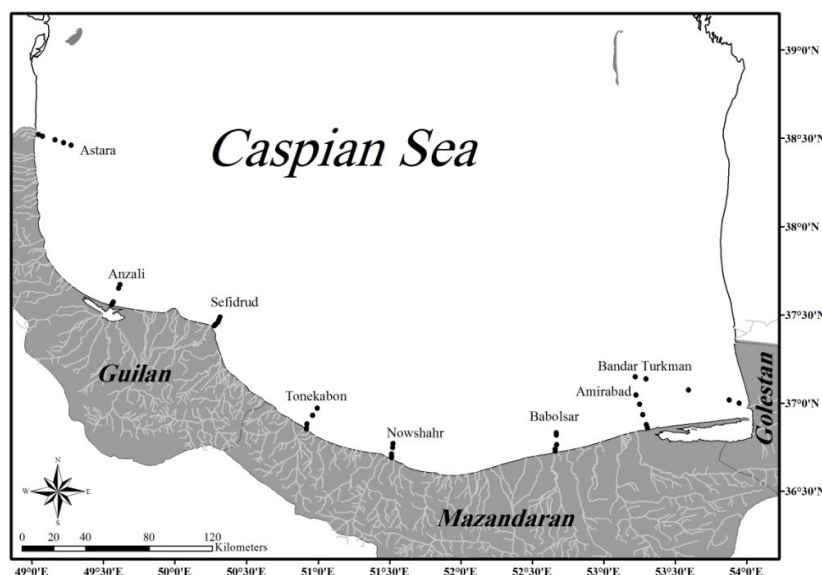 39°0'N
38°30'N
Astara
Caspian Sea
38°0'N
Anzali
Sefidrud
37°30'N
Guilan
Bandar Turkman
Amirabad
Tonekabon
Golestan
37°0'N
Nowshahr
Babolsar
36°30'N
Mazandaran
N
W
E
S
0 20 40 80 120
Kilometers
49°0'E 49°30'E 50°0'E 50°30'E 51°0'E 51°30'E 52°0'E 52°30'E 53°0'E 53°30'E 54°0'E